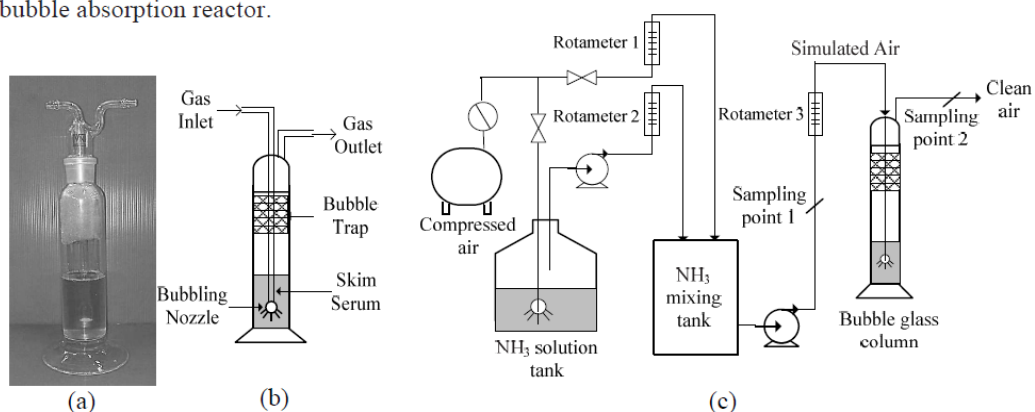 bubble absorption reactor.
Gas
Inlet
Gas
Outlet
Bubble
Trap
Bubbling
Nozzle
Skim
Serum
(a)
(b)
Rotameter 1
Rotameter 2
Compressed
air
NH₃ solution
tank
NH₃
mixing
tank
Rotameter 3
Sampling
point 1
Simulated Air
Clean
air
Sampling
point 2
Bubble glass
column
(c)